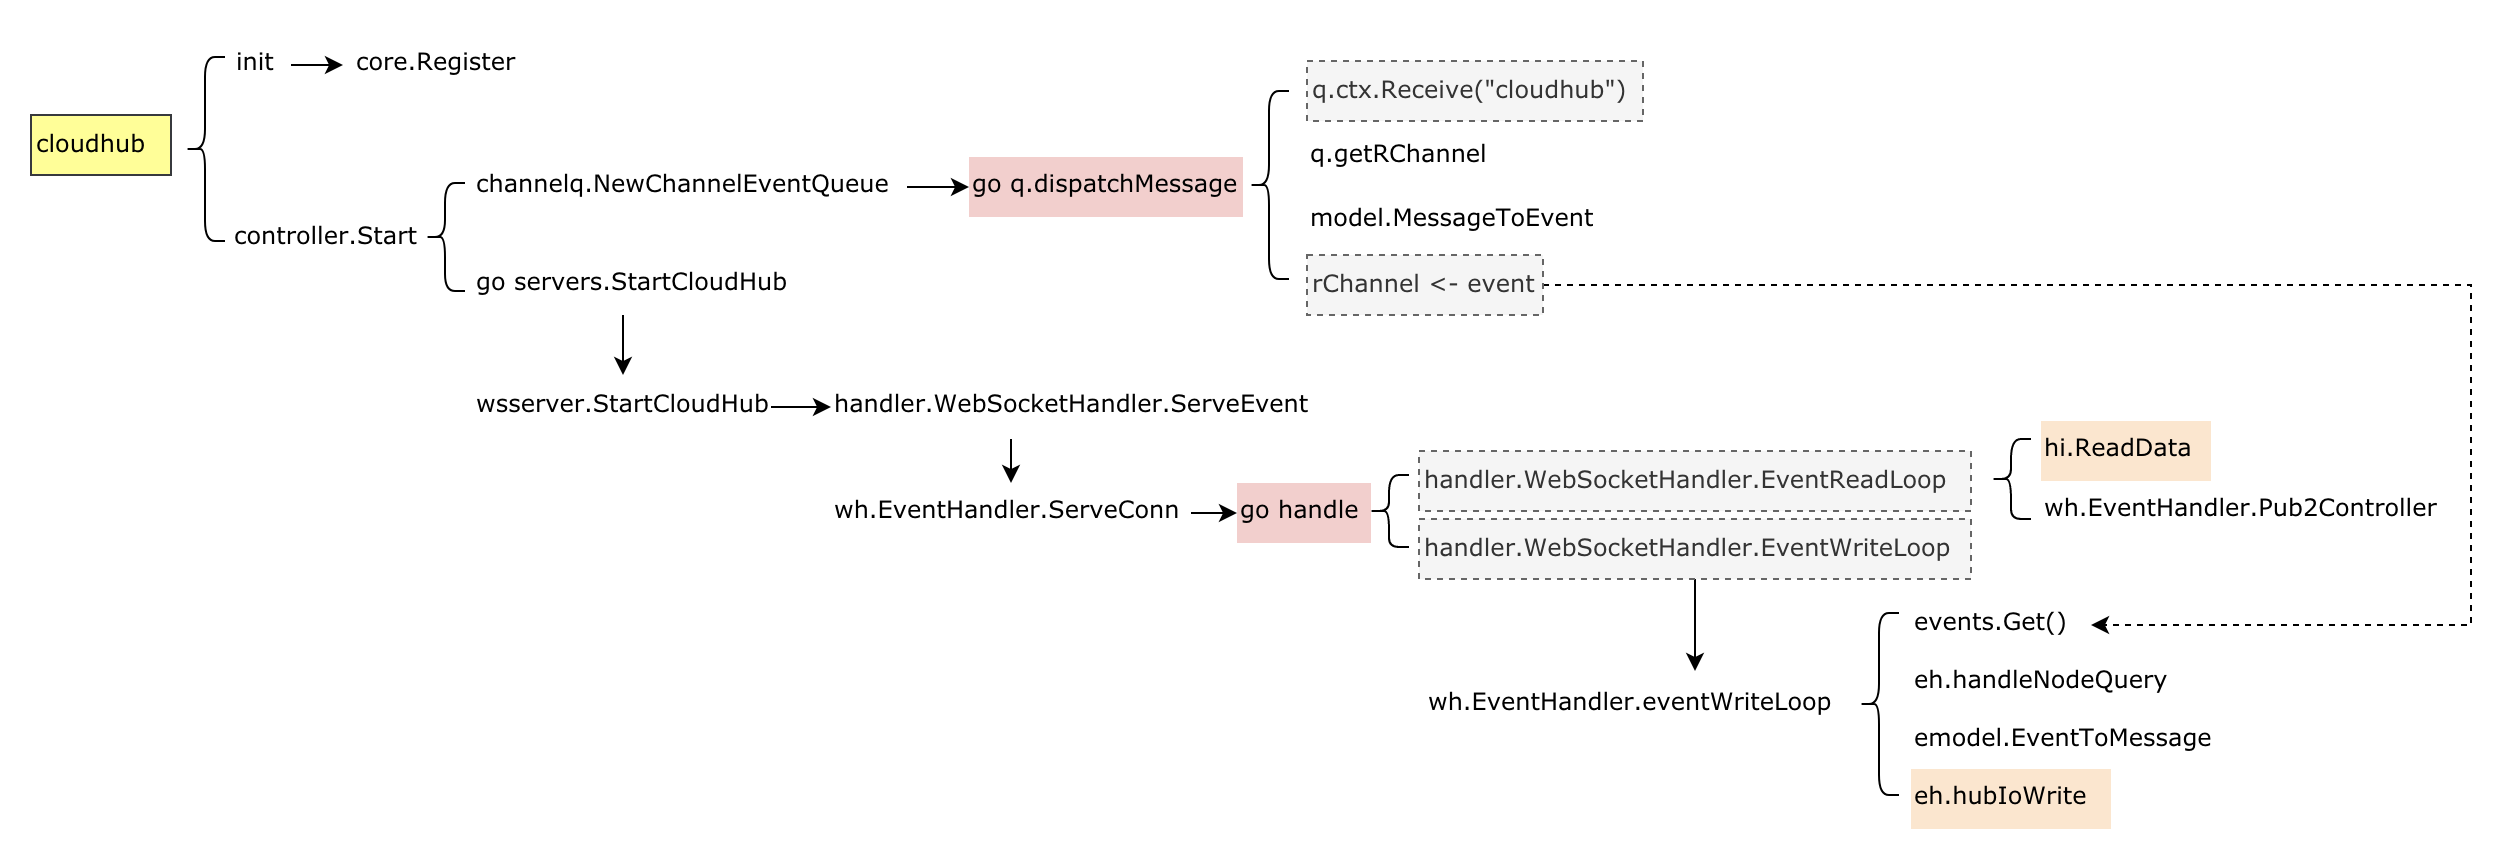 init
core.Register
cloudhub
controller.Start
channelq.NewChannelEventQueue
go servers.StartCloudHub
go q.dispatchMessage
q.ctx.Receive("cloudhub")
q.getRChannel
model.MessageToEvent
rChannel <- event
wsserver.StartCloudHub
handler.WebSocketHandler.ServeEvent
wh.EventHandler.ServeConn
go handle
handler.WebSocketHandler.EventReadLoop
handler.WebSocketHandler.EventWriteLoop
hi.ReadData
wh.EventHandler.Pub2Controller
wh.EventHandler.eventWriteLoop
events.Get()
eh.handleNodeQuery
emodel.EventToMessage
eh.hubIoWrite